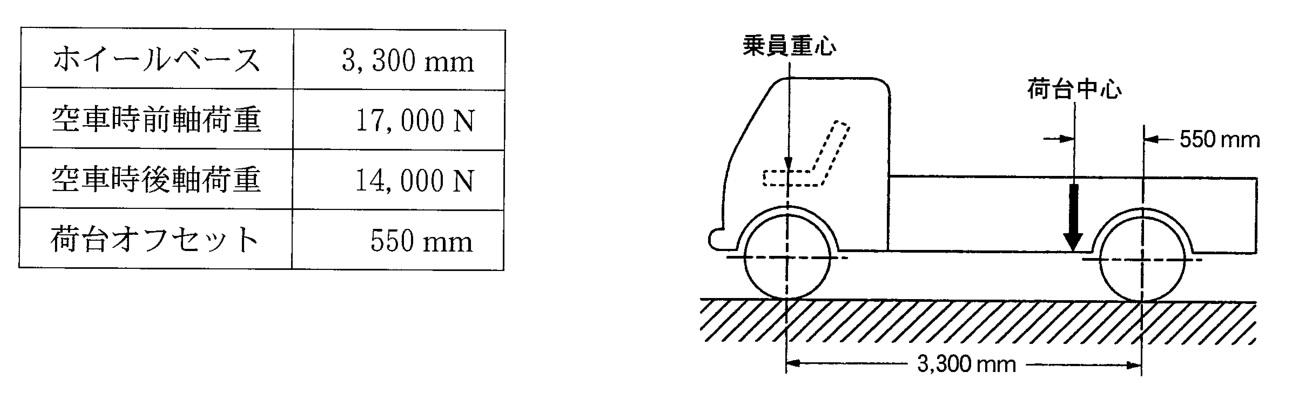 ホイールベース 3,300 mm
空車時前軸荷重 17,000 N
空車時後軸荷重 14,000 N
荷台オフセット 550 mm
乗員重心
荷台中心
550 mm
3,300 mm